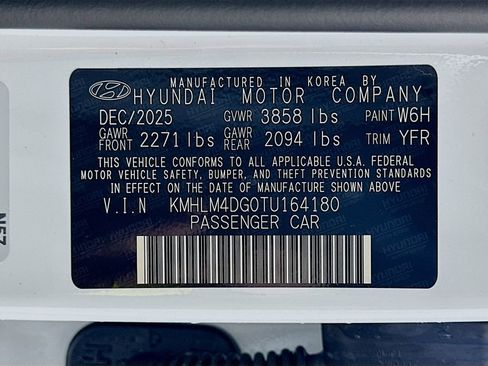 MANUFACTURED IN KOREA BY
HYUNDAI MOTOR COMPANY
DEC/2025 GVWR 3858 lbs PAINT W6H
GAWR FRONT 2271 lbs GAWR REAR 2094 lbs TRIM YFR
THIS VEHICLE CONFORMS TO ALL APPLICABLE U.S.A. FEDERAL
MOTOR VEHICLE SAFETY, BUMPER, AND THEFT PREVENTION STANDARDS
IN EFFECT ON THE DATE OF MANUFACTURE SHOWN ABOVE
V.I.N KMHLM4DG0TU164180
PASSENGER CAR
N57